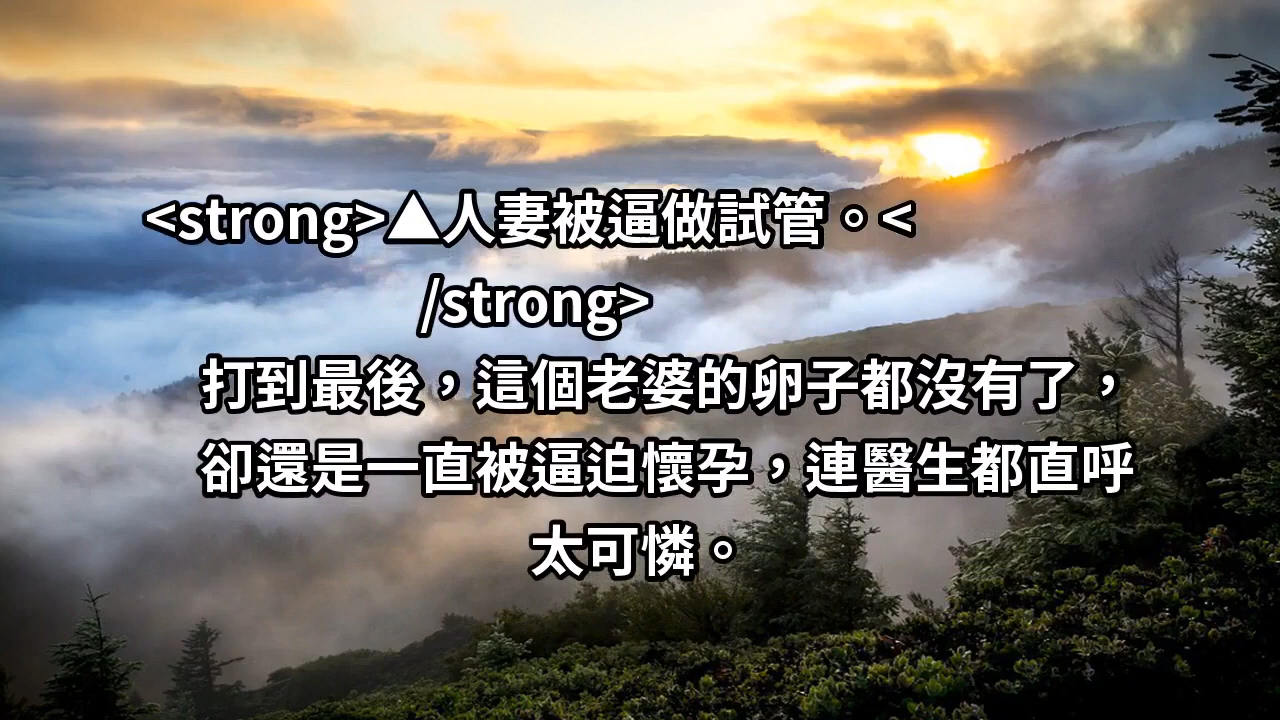 <strong>▲人妻被逼做試管。<
/strong>
打到最後，這個老婆的卵子都沒有了，
卻還是一直被逼迫懷孕，連醫生都直呼
太可憐。